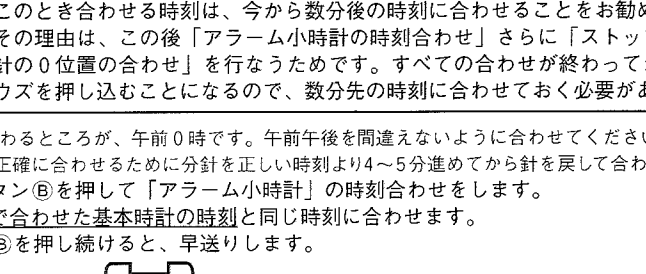 このとき合わせる時刻は、今から数分後の時刻に合わせることをお勧め
その理由は、この後「アラーム小時計の時刻合わせ」さらに「ストップ
計の0位置の合わせ」を行なうためです。すべての合わせが終わって
ウズを押し込むことになるので、数分先の時刻に合わせておく必要が
わるところが、午前0時です。午前午後を間違えないように合わせてください
正確に合わせるために分針を正しい時刻より4～5分進めてから針を戻して合わ
タンⒷを押して「アラーム小時計」の時刻合わせをします。
で合わせた基本時計の時刻と同じ時刻に合わせます。
Ⓑを押し続けると、早送りします。